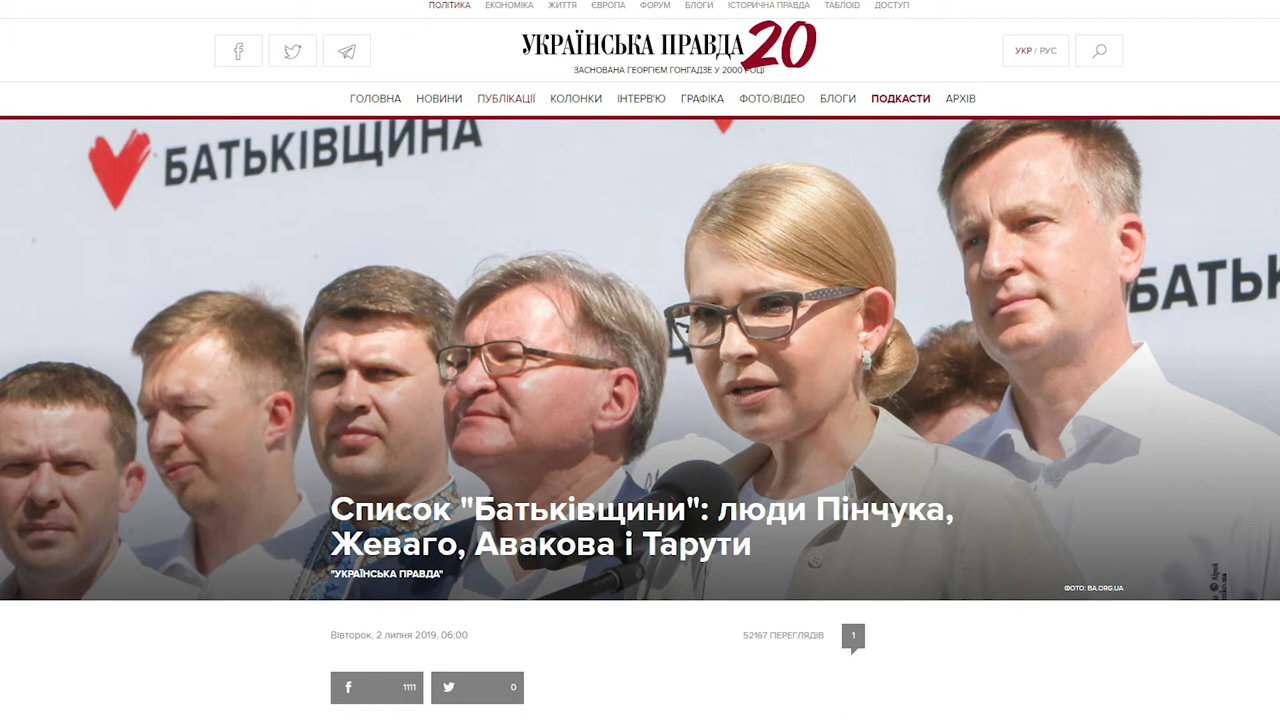 ПОЛІТИКА ЕКОНОМІКА ЖИТТЯ ЄВРОПА ФОРУМ БЛОГИ ІСТОРИЧНА ПРАВДА ТАБЛОІD ДОСТУП
УКРАЇНСЬКА ПРАВДА 20
ЗАСНОВАНА ГЕОРГІЄМ ГОНГАДЗЕ У 2000 РОЦІ
УКР / РУС
ГОЛОВНА НОВИНИ ПУБЛІКАЦІЇ КОЛОНКИ ІНТЕРВ'Ю ГРАФІКА ФОТО/ВІДЕО БЛОГИ ПОДКАСТИ АРХІВ
БАТЬКІВЩИНА
БАТЬК
Список "Батьківщини": люди Пінчука,
Жеваго, Авакова і Тарути
"УКРАЇНСЬКА ПРАВДА"
ФОТО: BA.ORG.UA
Вівторок, 2 липня 2019, 06:00
52167 ПЕРЕГЛЯДІВ 1
1111 0